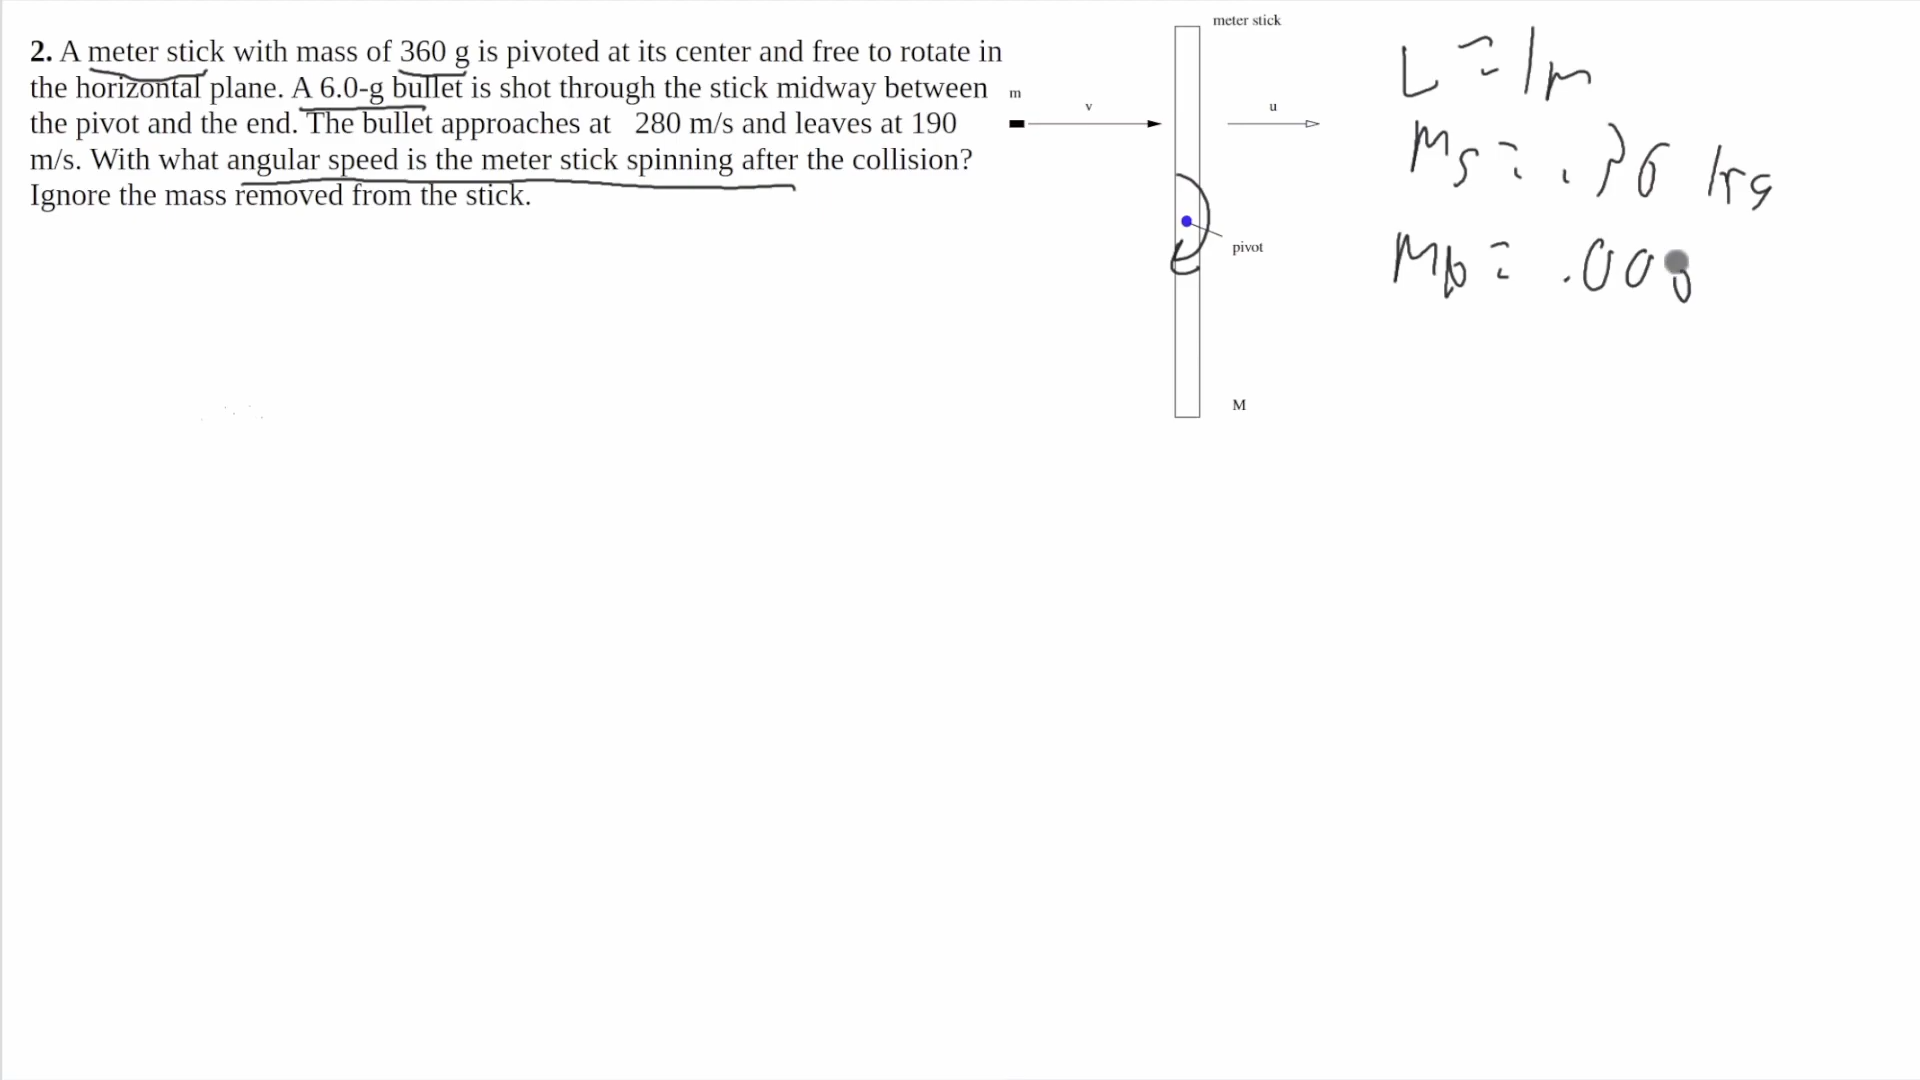 2. A meter stick with mass of 360 g is pivoted at its center and free to rotate in
the horizontal plane. A 6.0-g bullet is shot through the stick midway between
the pivot and the end. The bullet approaches at 280 m/s and leaves at 190
m/s. With what angular speed is the meter stick spinning after the collision?
Ignore the mass removed from the stick.
meter stick
m
v
u
pivot
M
L = 1m
Ms = .36 kg
Mb = .00